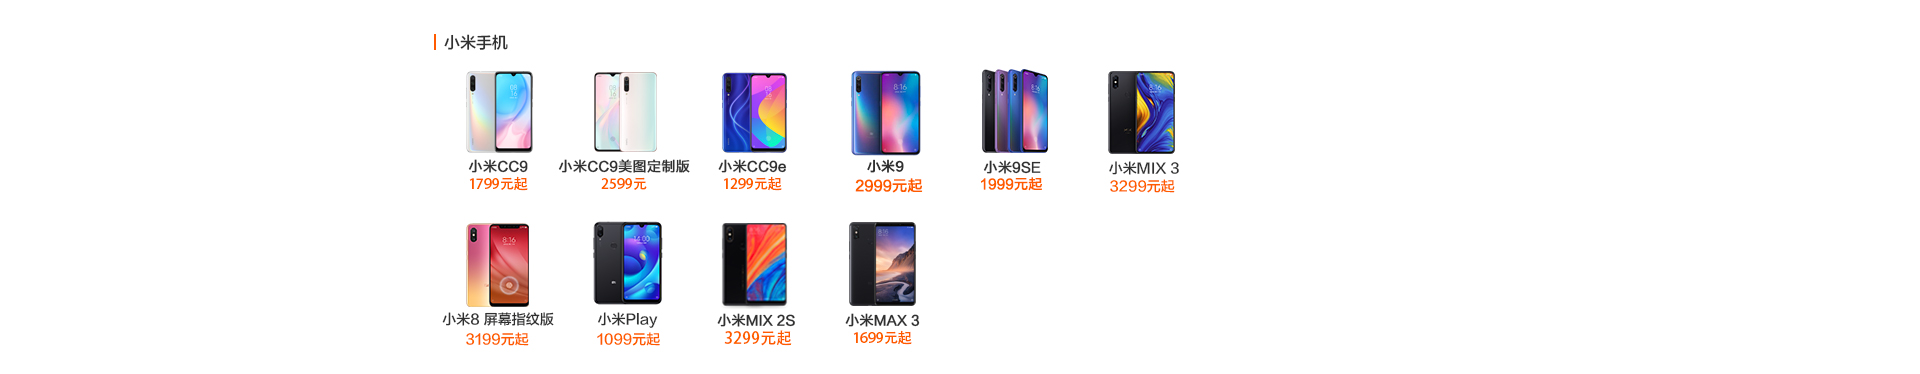 小米手机
小米CC9
1799元起
小米CC9美图定制版
2599元
小米CC9e
1299元起
小米9
2999元起
小米9SE
1999元起
小米MIX 3
3299元起
小米8 屏幕指纹版
3199元起
小米Play
1099元起
小米MIX 2S
3299元起
小米MAX 3
1699元起